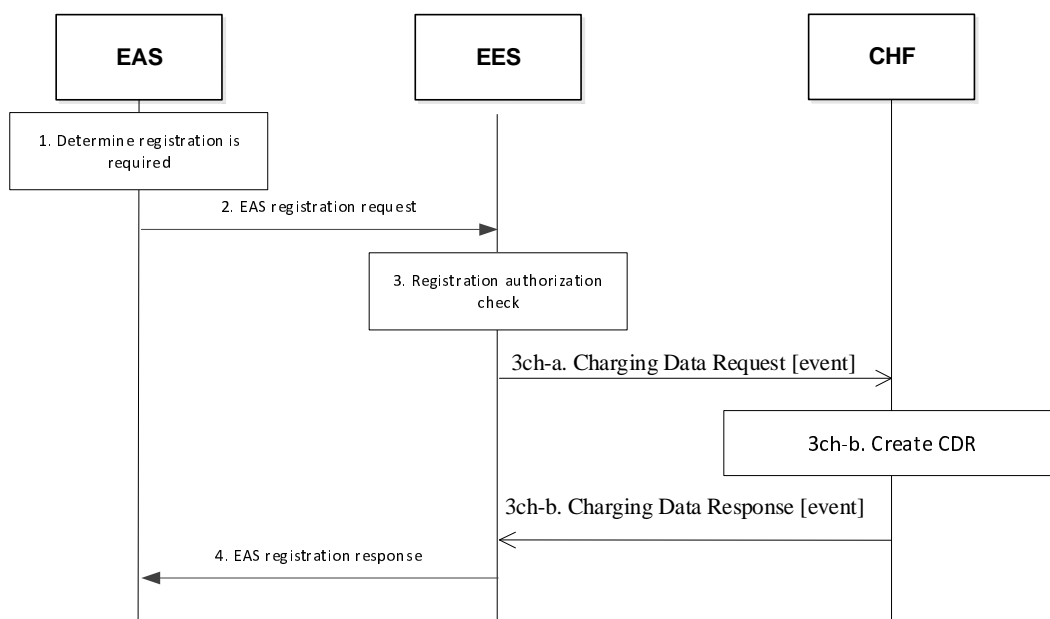 EAS
EES
CHF
1. Determine registration is
required
2. EAS registration request
3. Registration authorization
check
3ch-a. Charging Data Request [event]
3ch-b. Create CDR
3ch-b. Charging Data Response [event]
4. EAS registration response